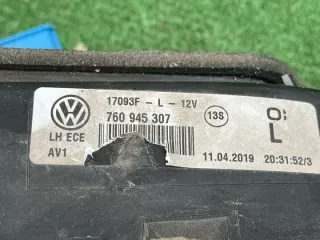 17093F - L - 12V
760 945 307
13S
LH ECE
AV1
L
11.04.2019 20:31:52/3